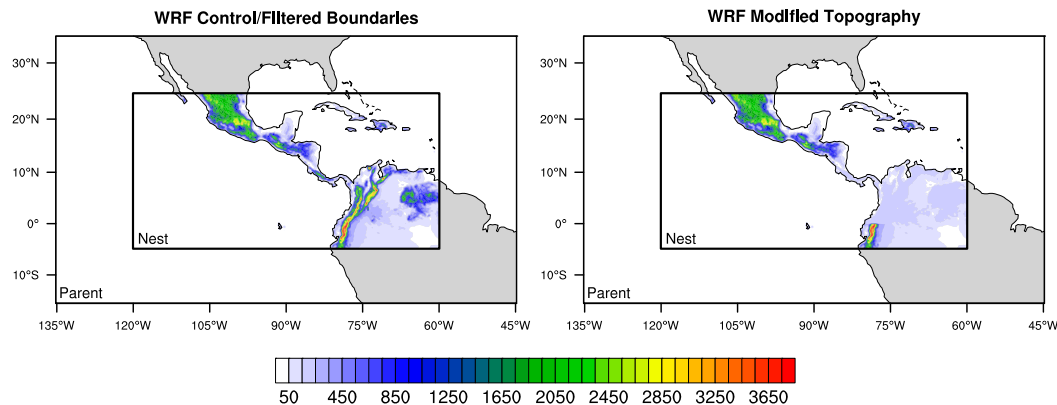 WRF Control/Filtered Boundaries
WRF Modified Topography
30°N
20°N
10°N
0°
10°S
Nest
Parent
135°W 120°W 105°W 90°W 75°W 60°W 45°W
30°N
20°N
10°N
0°
10°S
Nest
Parent
135°W 120°W 105°W 90°W 75°W 60°W 45°W
50 450 850 1250 1650 2050 2450 2850 3250 3650